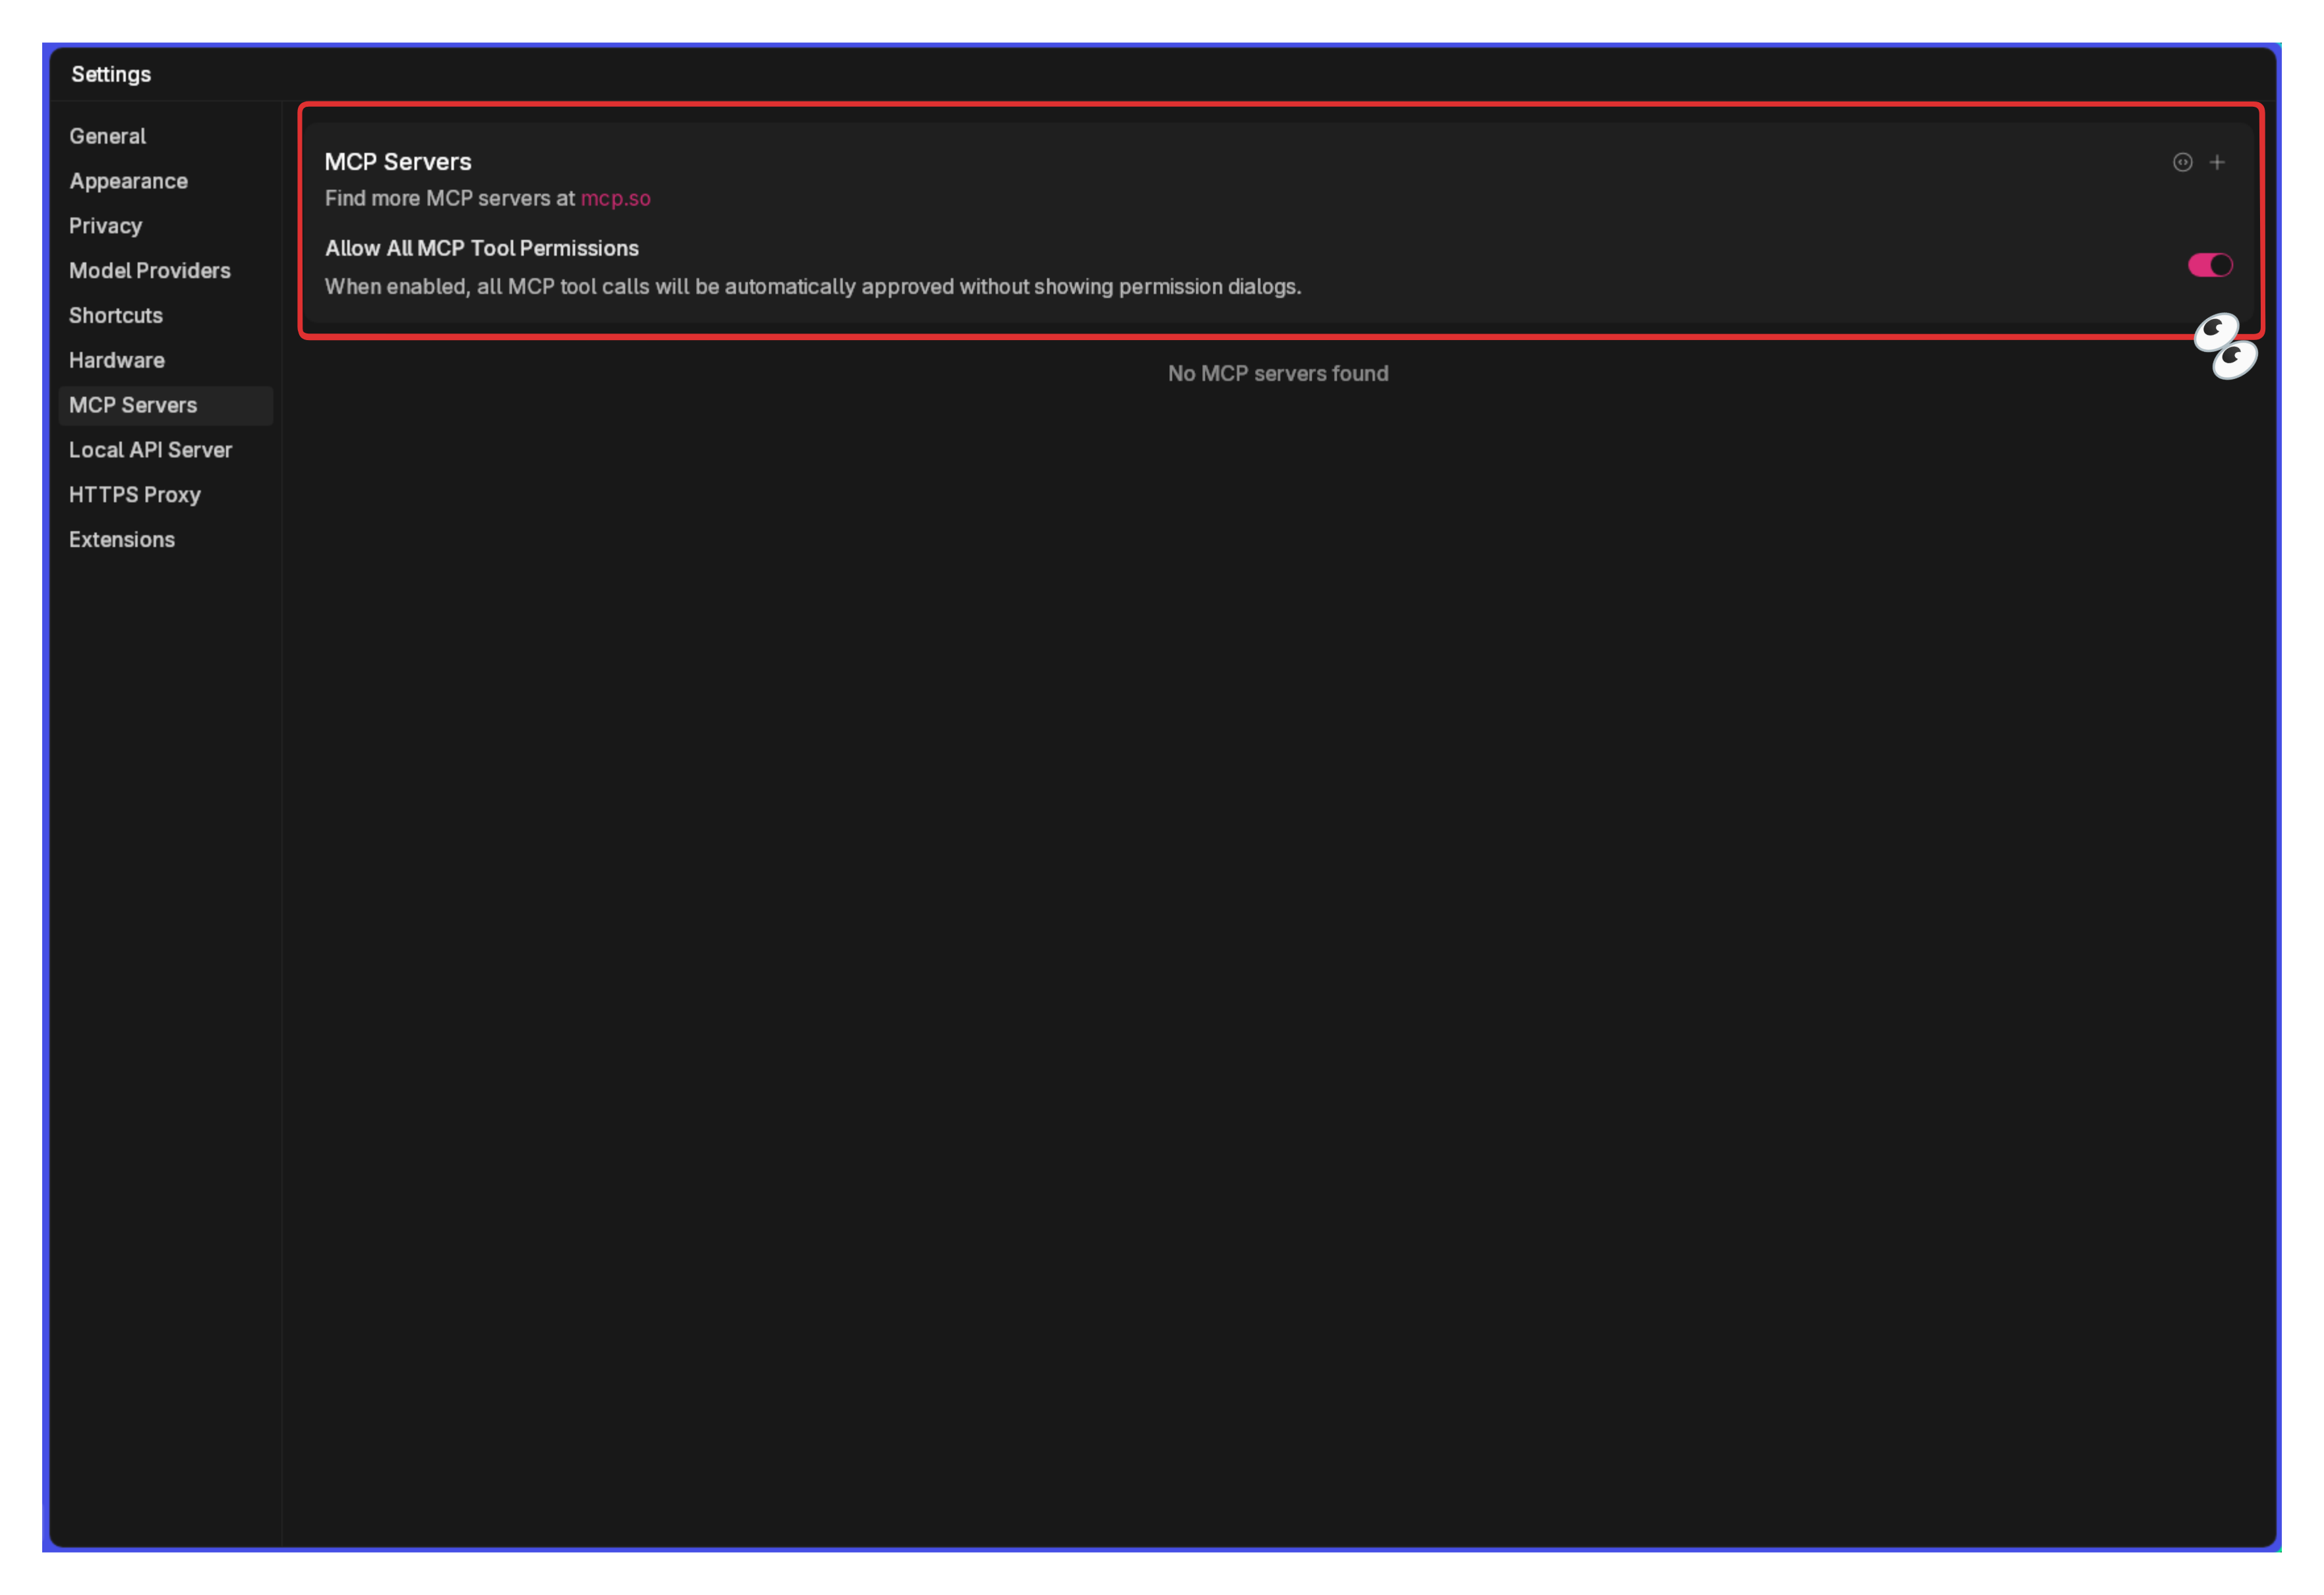 Settings
General
Appearance
Privacy
Model Providers
Shortcuts
Hardware
MCP Servers
Local API Server
HTTPS Proxy
Extensions
MCP Servers
Find more MCP servers at mcp.so
Allow All MCP Tool Permissions
When enabled, all MCP tool calls will be automatically approved without showing permission dialogs.
No MCP servers found